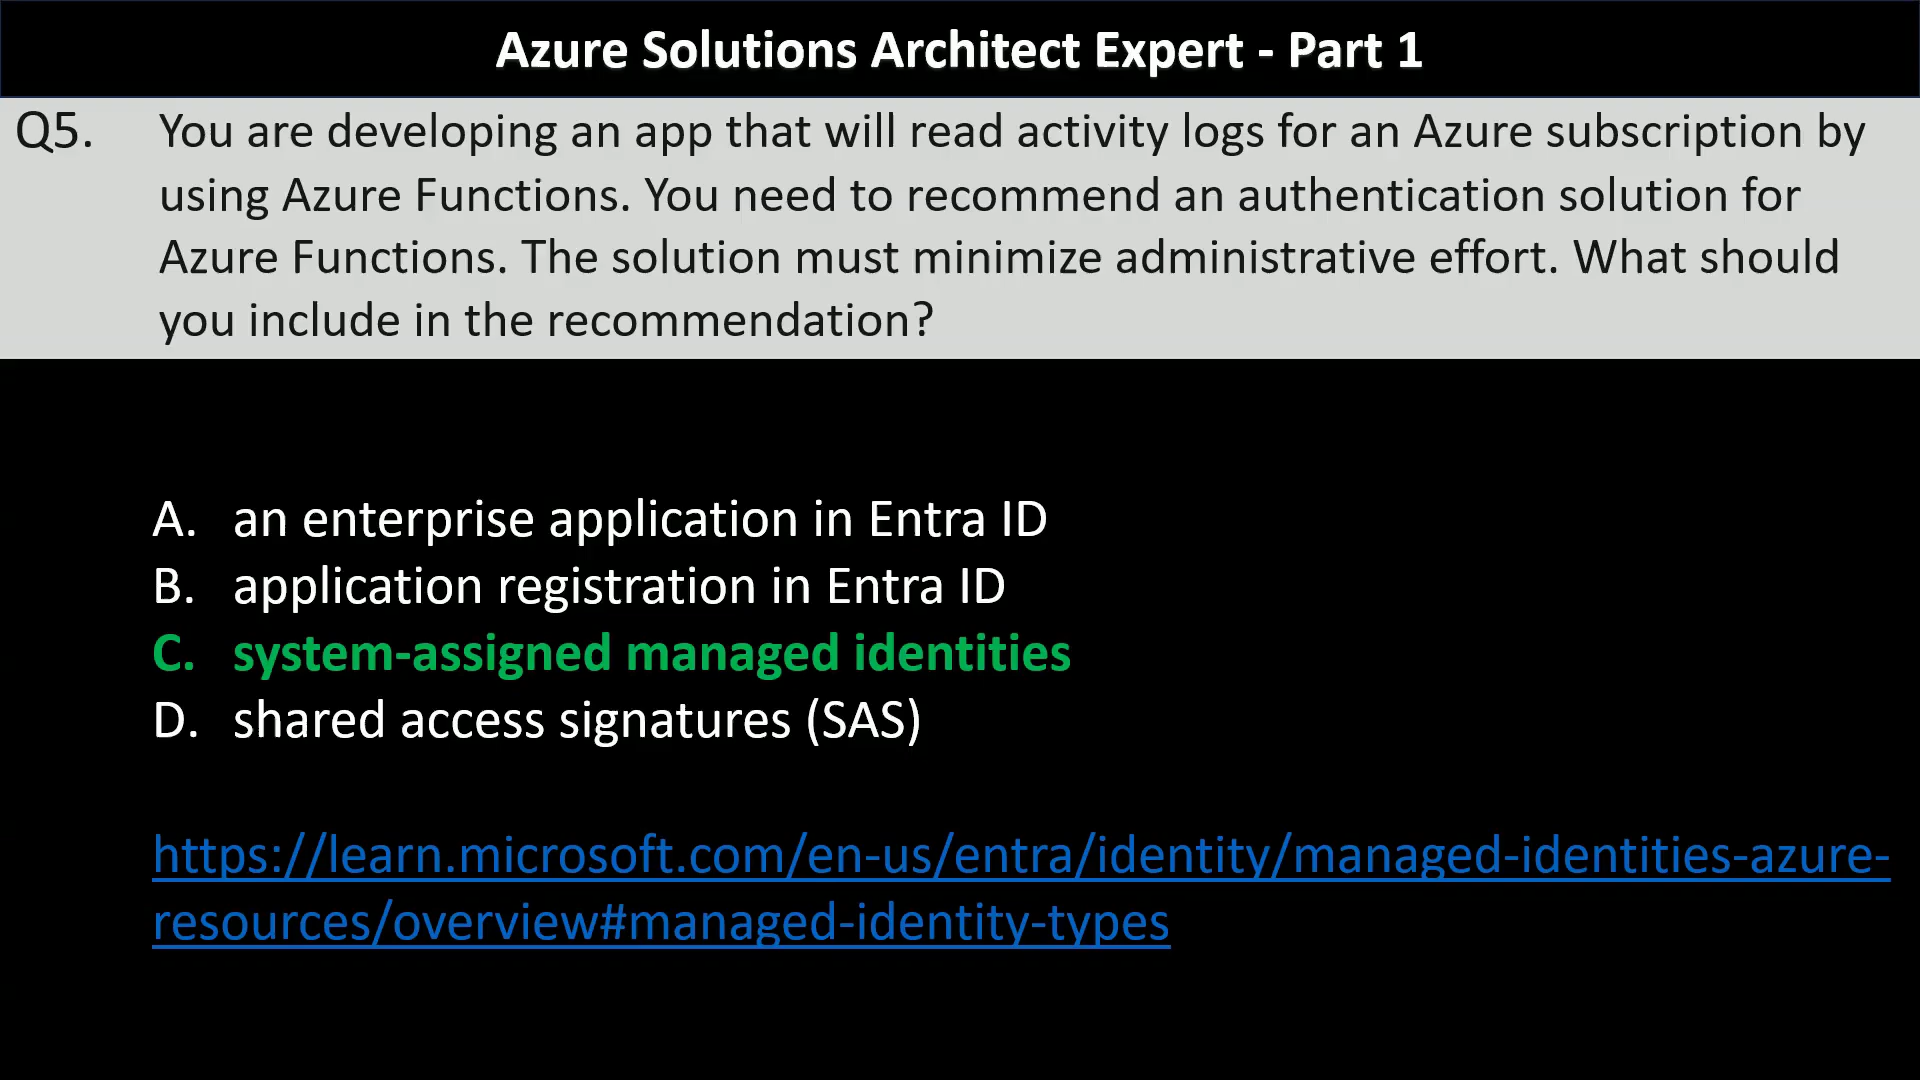 Azure Solutions Architect Expert - Part 1
Q5. You are developing an app that will read activity logs for an Azure subscription by
using Azure Functions. You need to recommend an authentication solution for
Azure Functions. The solution must minimize administrative effort. What should
you include in the recommendation?
A. an enterprise application in Entra ID
B. application registration in Entra ID
C. system-assigned managed identities
D. shared access signatures (SAS)
https://learn.microsoft.com/en-us/entra/identity/managed-identities-azure-
resources/overview#managed-identity-types